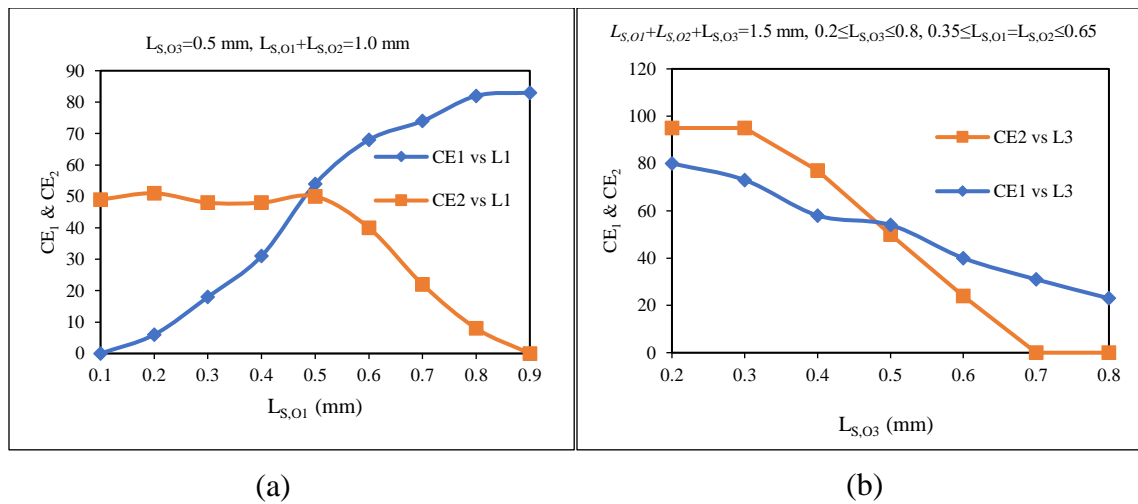 L_S,O3=0.5 mm, L_S,O1+L_S,O2=1.0 mm
90
80
70
60
50
40
30
20
10
0
CE_1 & CE_2
CE1 vs L1
CE2 vs L1
0.1 0.2 0.3 0.4 0.5 0.6 0.7 0.8 0.9
L_S,O1 (mm)
(a)
L_S,O1+L_S,O2+L_S,O3=1.5 mm, 0.2≤L_S,O3≤0.8, 0.35≤L_S,O1=L_S,O2≤0.65
120
100
80
60
40
20
0
CE_1 & CE_2
CE2 vs L3
CE1 vs L3
0.2 0.3 0.4 0.5 0.6 0.7 0.8
L_S,O3 (mm)
(b)